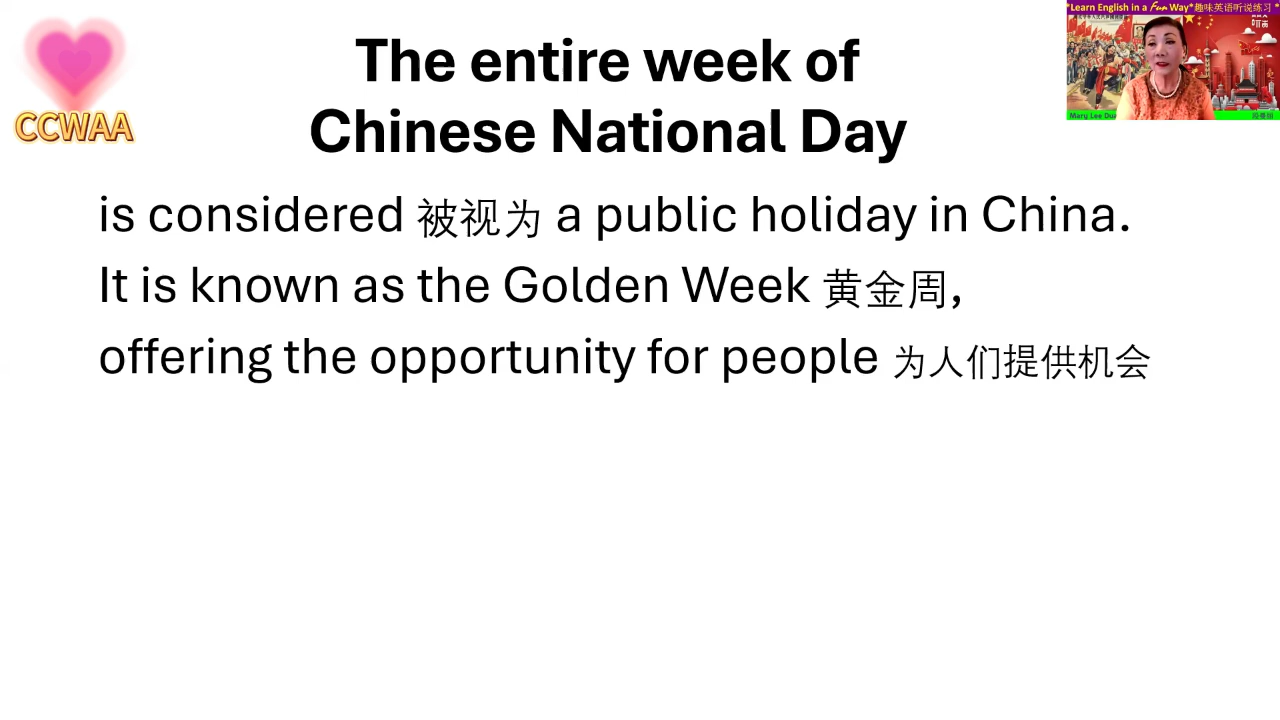 CCWAA
The entire week of
Chinese National Day
*Learn English in a Fun Way*趣味英语听说练习 *
Mary Lee Dua
is considered 被视为 a public holiday in China.
It is known as the Golden Week 黄金周,
offering the opportunity for people 为人们提供机会